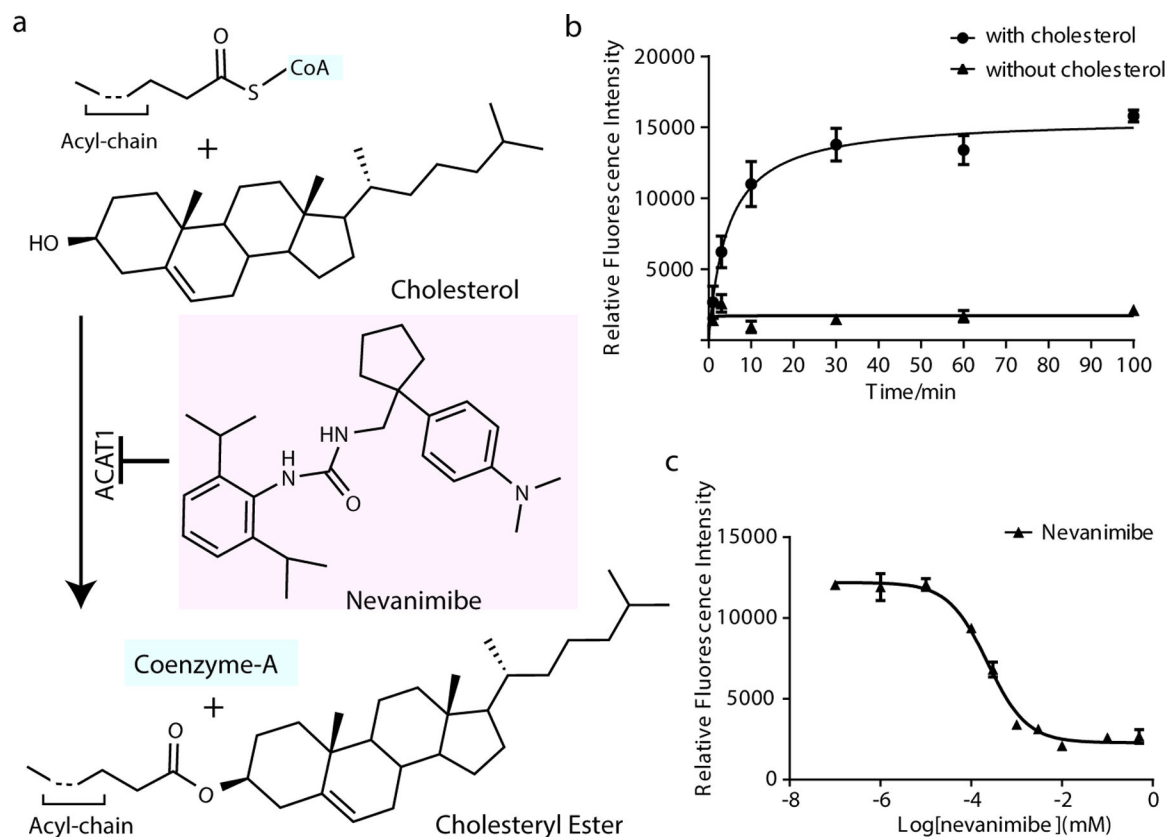 a
O
S
CoA
Acyl-chain
+
HO
Cholesterol
ACAT1
HN
H
N
O
N
Nevanimibe
Coenzyme-A
+
O
O
Acyl-chain
Cholesteryl Ester
b
with cholesterol
without cholesterol
Relative Fluorescence Intensity
20000
15000
10000
5000
0 10 20 30 40 50 60 70 80 90 100
Time/min
c
Nevanimibe
Relative Fluorescence Intensity
15000
10000
5000
0
-8 -6 -4 -2 0
Log[nevanimibe](mM)